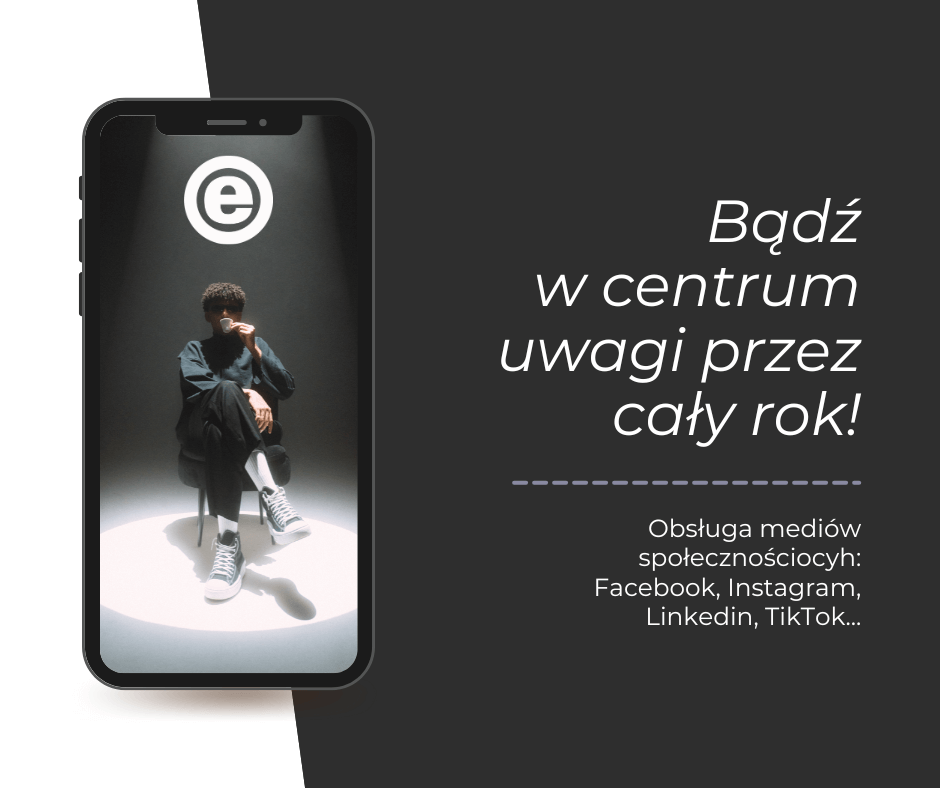 e
Bądź
w centrum
uwagi przez
cały rok!
Obsługa mediów
społecznościocyh:
Facebook, Instagram,
Linkedin, TikTok...